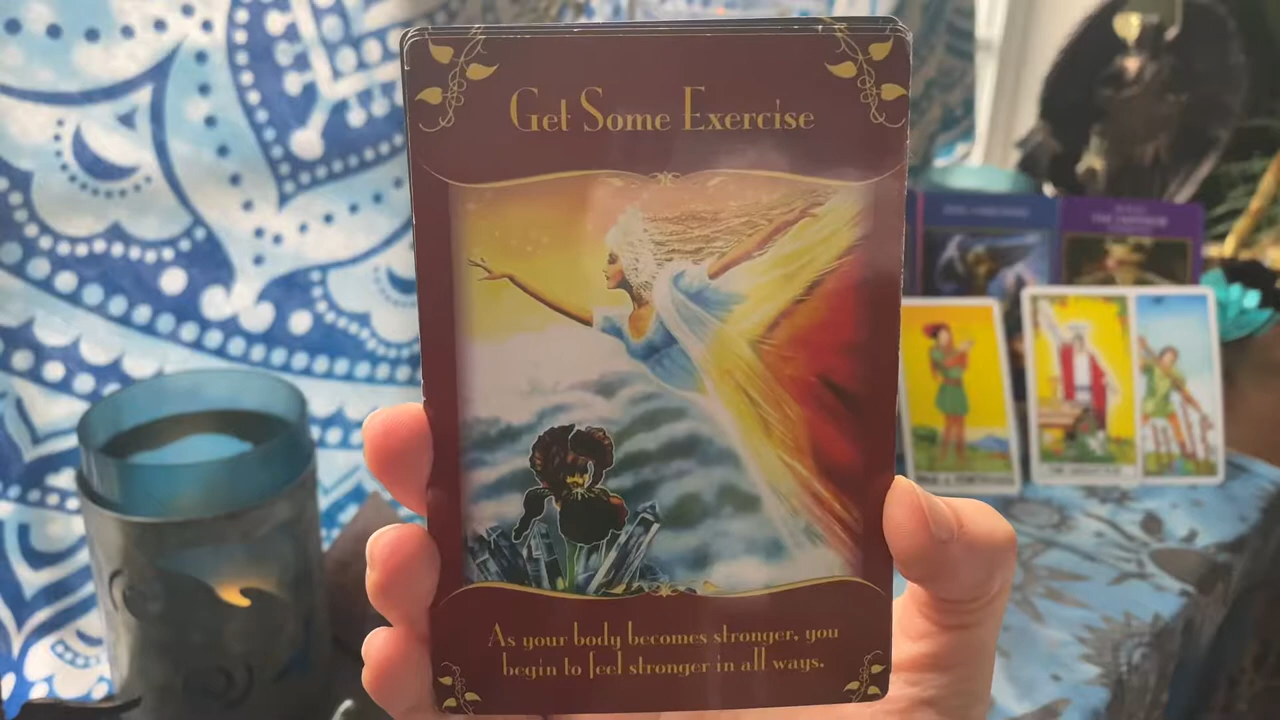 Get Some Exercise
As your body becomes stronger, you
begin to feel stronger in all ways.